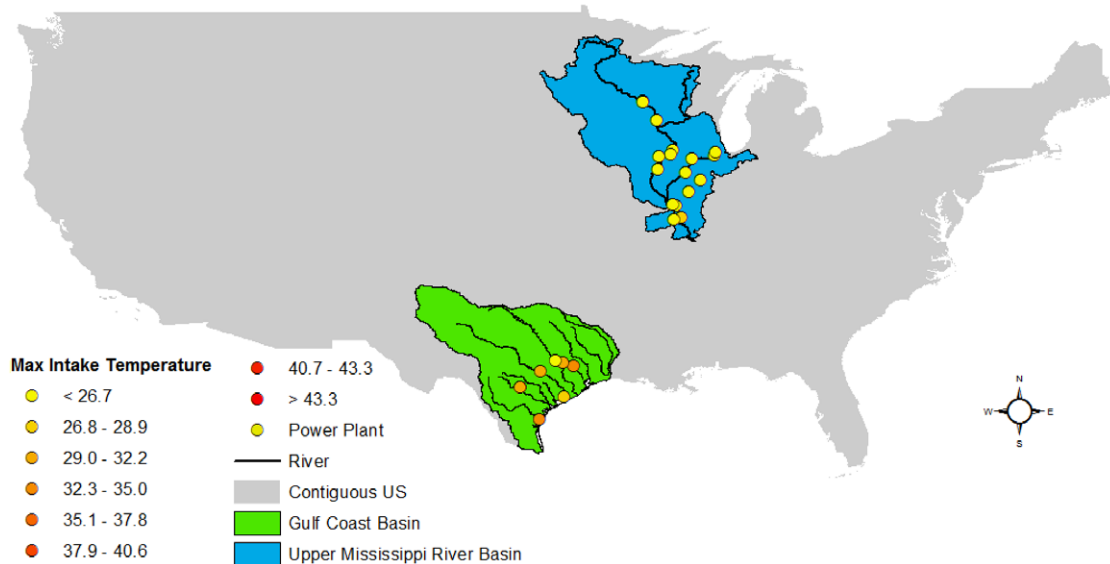 Max Intake Temperature
< 26.7
26.8 - 28.9
29.0 - 32.2
32.3 - 35.0
35.1 - 37.8
37.9 - 40.6
40.7 - 43.3
> 43.3
Power Plant
River
Contiguous US
Gulf Coast Basin
Upper Mississippi River Basin
N
W E
S